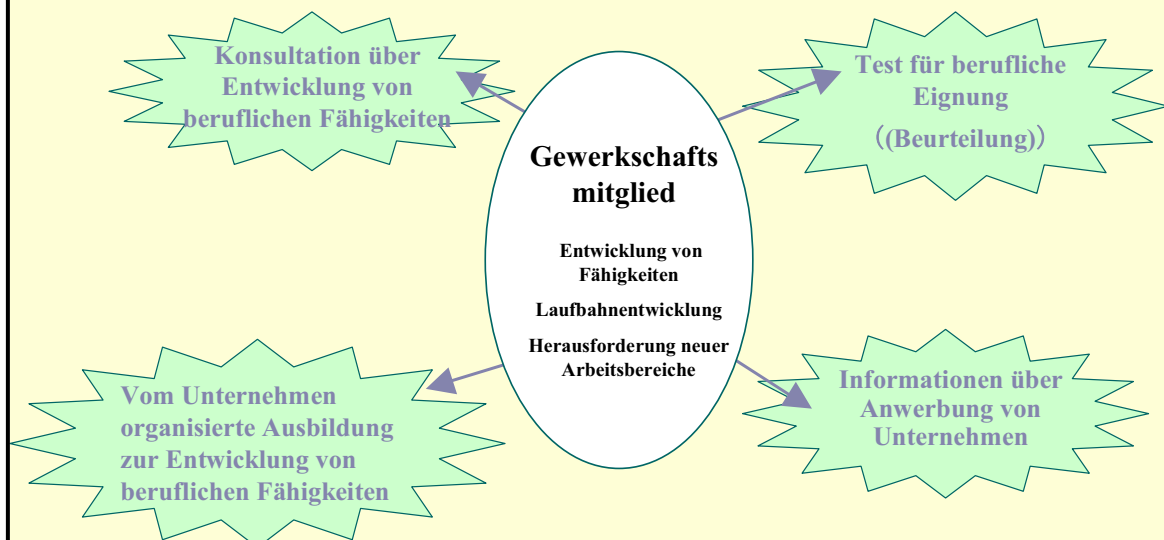 Konsultation über
Entwicklung von
beruflichen Fähigkeiten
Test für berufliche
Eignung
（(Beurteilung)）
Gewerkschafts
mitglied
Entwicklung von
Fähigkeiten
Laufbahnentwicklung
Herausforderung neuer
Arbeitsbereiche
Vom Unternehmen
organisierte Ausbildung
zur Entwicklung von
beruflichen Fähigkeiten
Informationen über
Anwerbung von
Unternehmen